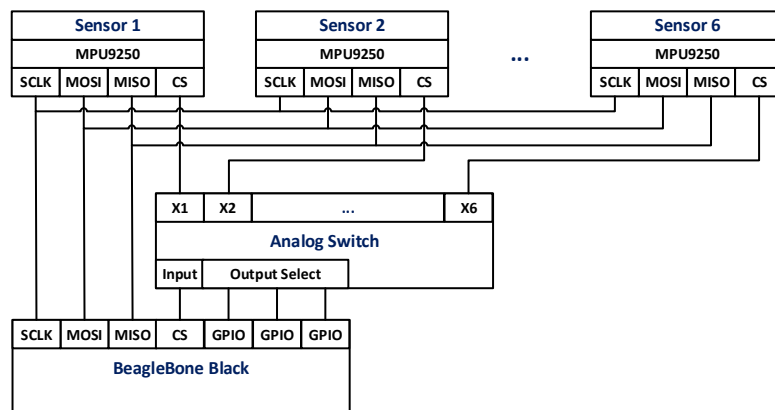 Sensor 1
Sensor 2
Sensor 6
MPU9250
MPU9250
...
MPU9250
SCLK MOSI MISO CS
SCLK MOSI MISO CS
SCLK MOSI MISO CS
X1 X2 ... X6
Analog Switch
Input Output Select
SCLK MOSI MISO CS GPIO GPIO GPIO
BeagleBone Black